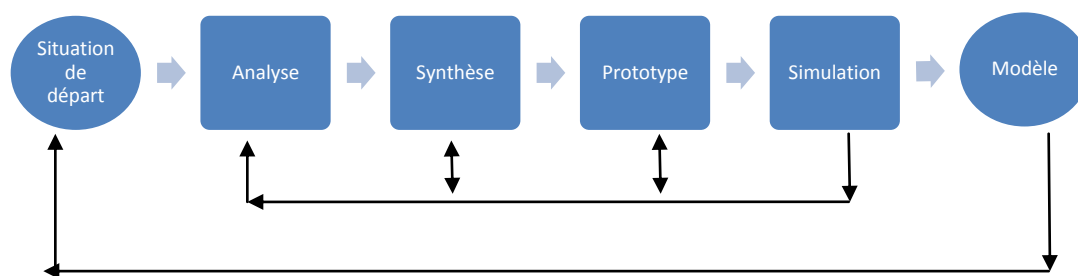 Situation
de
départ
Analyse
Synthèse
Prototype
Simulation
Modèle